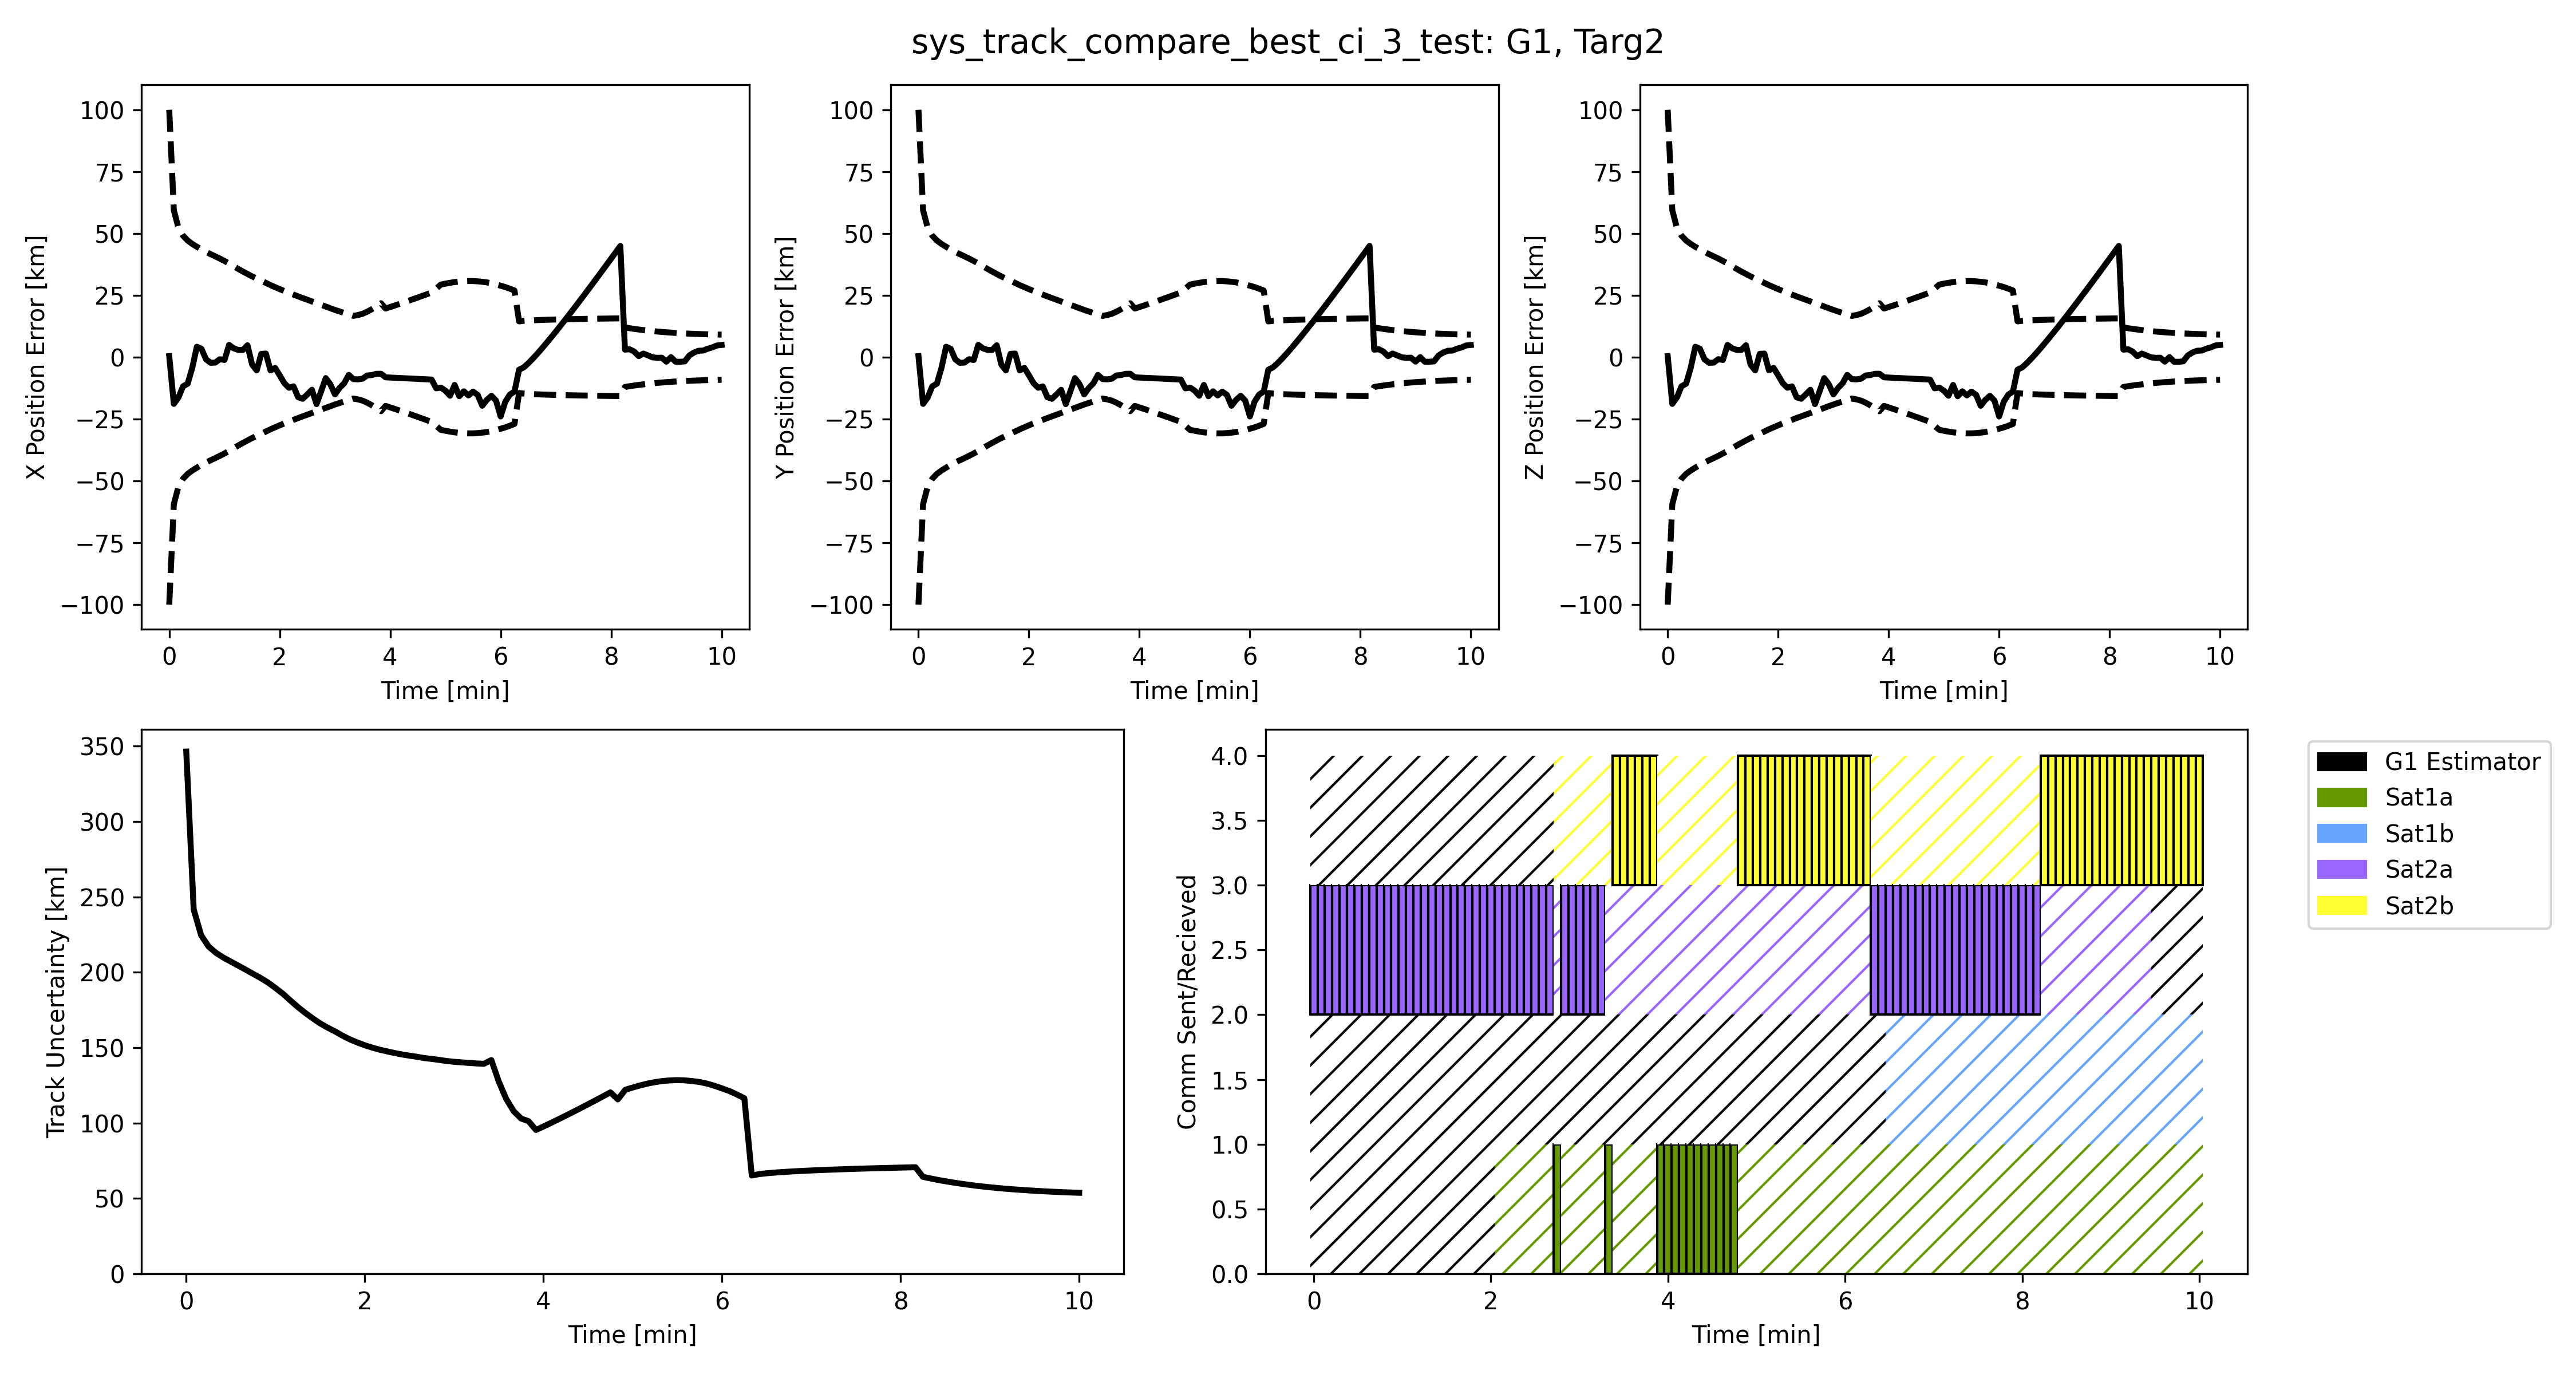 sys_track_compare_best_ci_3_test: G1, Targ2
X Position Error [km]
100
75
50
25
0
−25
−50
−75
−100
0 2 4 6 8 10
Time [min]
Y Position Error [km]
100
75
50
25
0
−25
−50
−75
−100
0 2 4 6 8 10
Time [min]
Z Position Error [km]
100
75
50
25
0
−25
−50
−75
−100
0 2 4 6 8 10
Time [min]
Track Uncertainty [km]
350
300
250
200
150
100
50
0
0 2 4 6 8 10
Time [min]
Comm Sent/Recieved
4.0
3.5
3.0
2.5
2.0
1.5
1.0
0.5
0.0
0 2 4 6 8 10
Time [min]
G1 Estimator
Sat1a
Sat1b
Sat2a
Sat2b